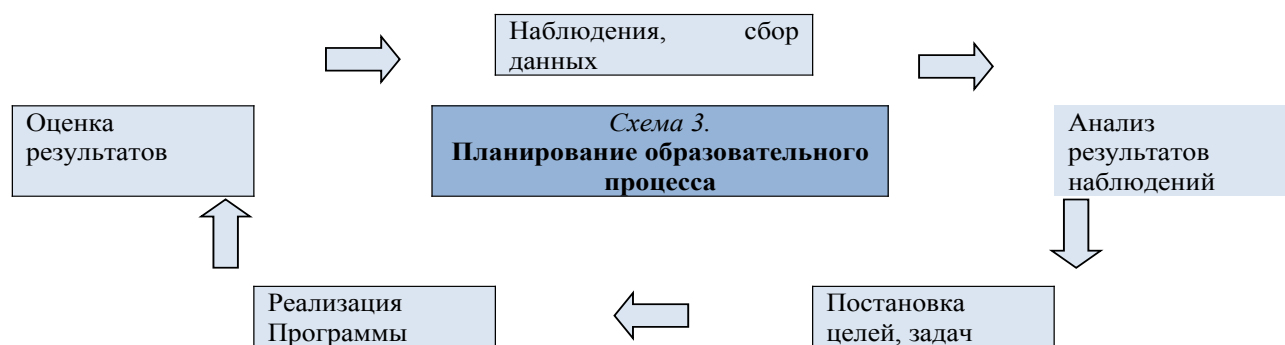 Наблюдения, сбор
данных
Оценка
результатов
Схема 3.
Планирование образовательного
процесса
Анализ
результатов
наблюдений
Реализация
Программы
Постановка
целей, задач